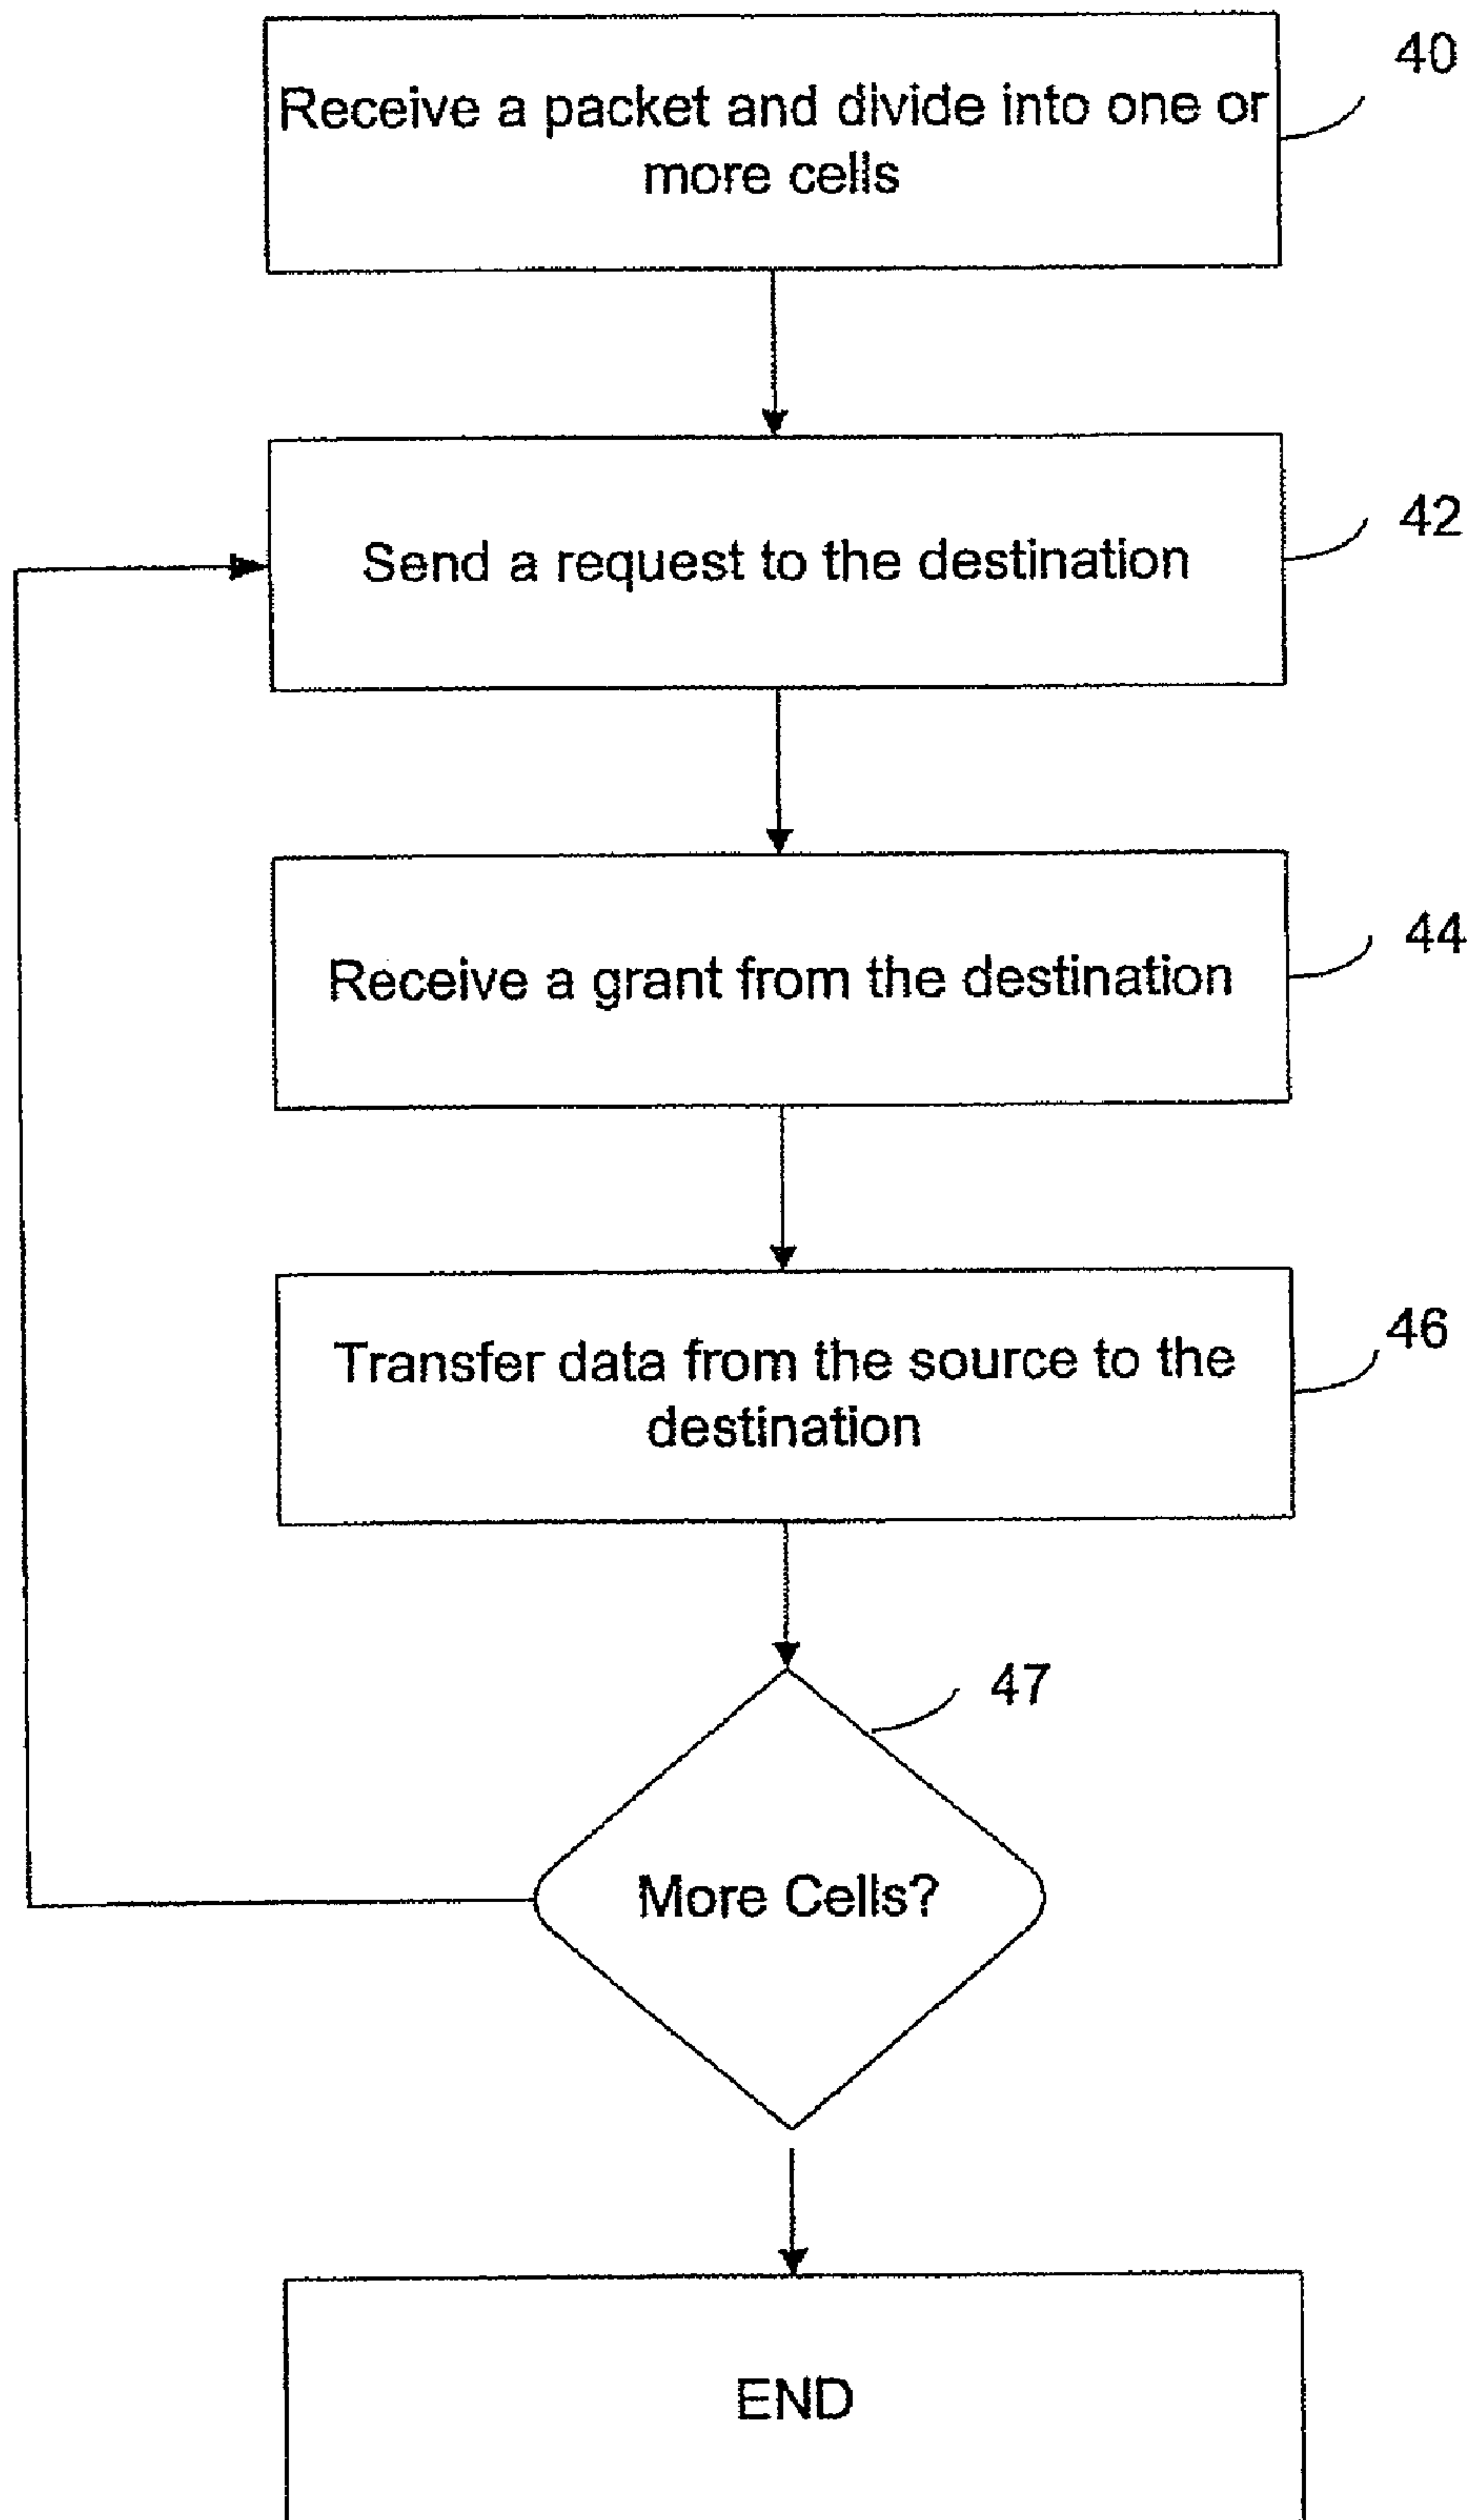 Receive a packet and divide into one or
more cells
40
Send a request to the destination
42
Receive a grant from the destination
44
Transfer data from the source to the
destination
46
47
More Cells?
END